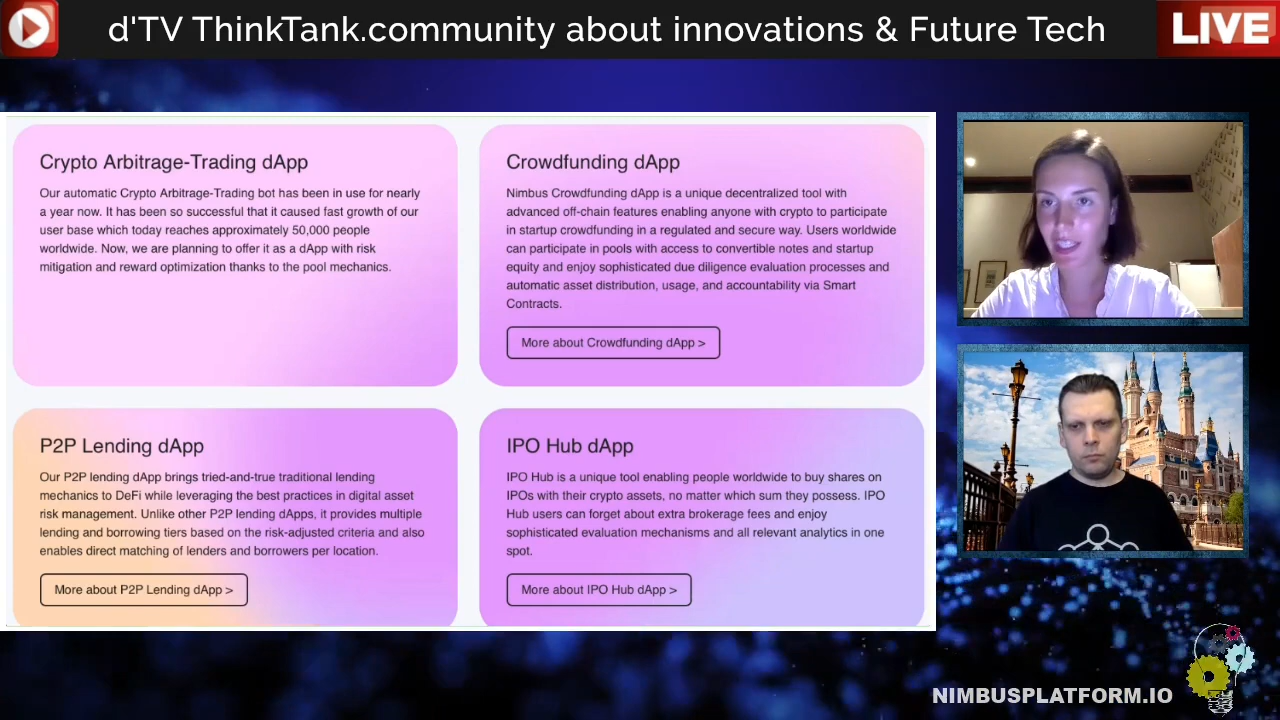 d'TV ThinkTank.community about innovations & Future Tech
LIVE
Crypto Arbitrage-Trading dApp
Our automatic Crypto Arbitrage-Trading bot has been in use for nearly
a year now. It has been so successful that it caused fast growth of our
user base which today reaches approximately 50,000 people
worldwide. Now, we are planning to offer it as a dApp with risk
mitigation and reward optimization thanks to the pool mechanics.
Crowdfunding dApp
Nimbus Crowdfunding dApp is a unique decentralized tool with
advanced off-chain features enabling anyone with crypto to participate
in startup crowdfunding in a regulated and secure way. Users worldwide
can participate in pools with access to convertible notes and startup
equity and enjoy sophisticated due diligence evaluation processes and
automatic asset distribution, usage, and accountability via Smart
Contracts.
More about Crowdfunding dApp >
P2P Lending dApp
Our P2P lending dApp brings tried-and-true traditional lending
mechanics to DeFi while leveraging the best practices in digital asset
risk management. Unlike other P2P lending dApps, it provides multiple
lending and borrowing tiers based on the risk-adjusted criteria and also
enables direct matching of lenders and borrowers per location.
More about P2P Lending dApp >
IPO Hub dApp
IPO Hub is a unique tool enabling people worldwide to buy shares on
IPOs with their crypto assets, no matter which sum they possess. IPO
Hub users can forget about extra brokerage fees and enjoy
sophisticated evaluation mechanisms and all relevant analytics in one
spot.
More about IPO Hub dApp >
NIMBUSPLATFORM.IO